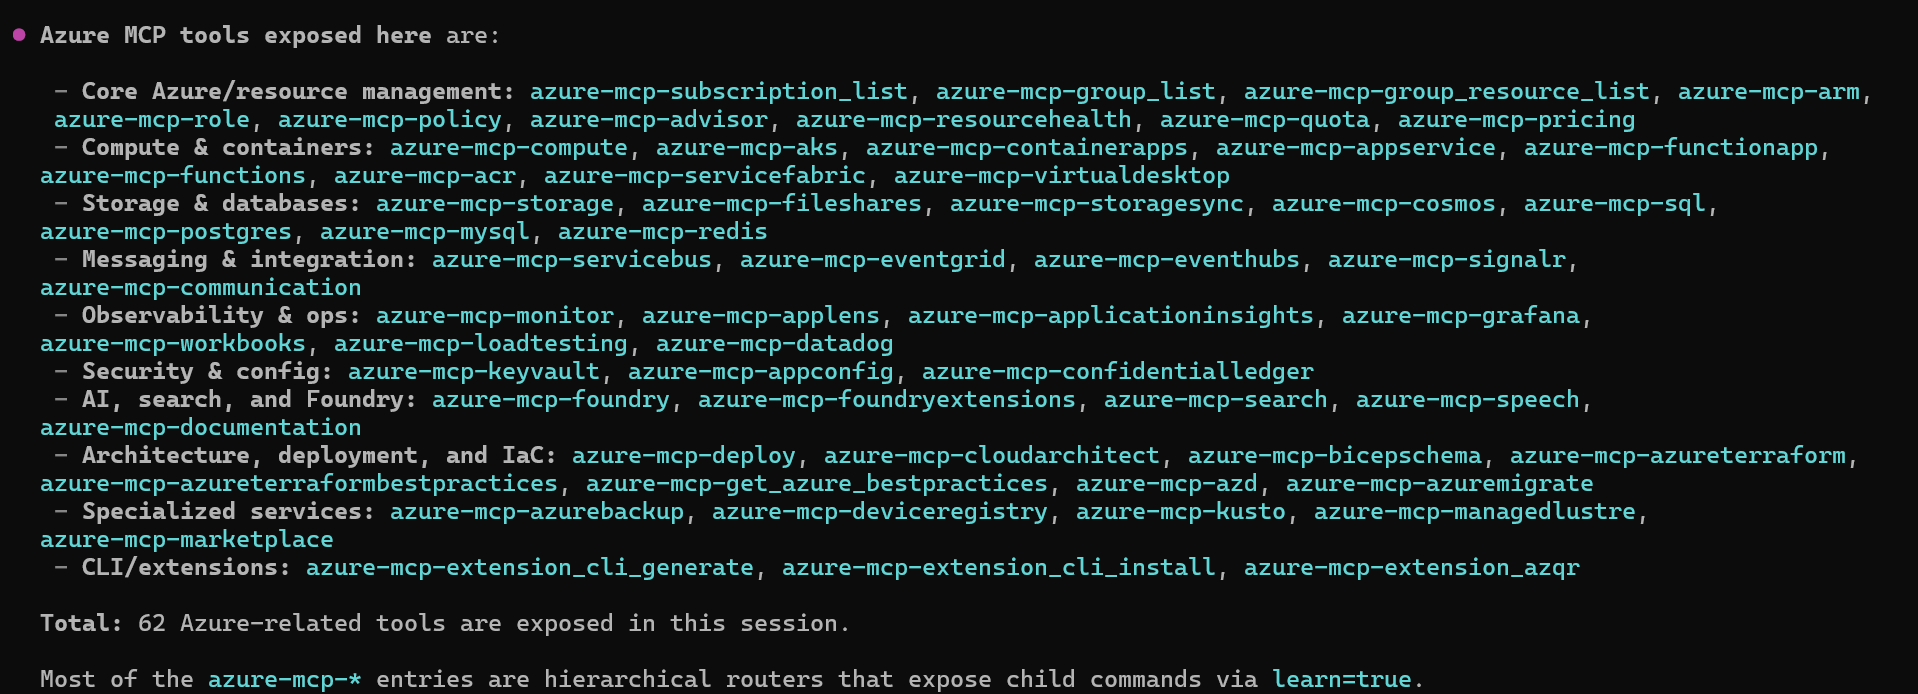 ● Azure MCP tools exposed here are:
- Core Azure/resource management: azure-mcp-subscription_list, azure-mcp-group_list, azure-mcp-group_resource_list, azure-mcp-arm,
azure-mcp-role, azure-mcp-policy, azure-mcp-advisor, azure-mcp-resourcehealth, azure-mcp-quota, azure-mcp-pricing
- Compute & containers: azure-mcp-compute, azure-mcp-aks, azure-mcp-containerapps, azure-mcp-appservice, azure-mcp-functionapp,
azure-mcp-functions, azure-mcp-acr, azure-mcp-servicefabric, azure-mcp-virtualdesktop
- Storage & databases: azure-mcp-storage, azure-mcp-fileshares, azure-mcp-storagesync, azure-mcp-cosmos, azure-mcp-sql,
azure-mcp-postgres, azure-mcp-mysql, azure-mcp-redis
- Messaging & integration: azure-mcp-servicebus, azure-mcp-eventgrid, azure-mcp-eventhubs, azure-mcp-signalr,
azure-mcp-communication
- Observability & ops: azure-mcp-monitor, azure-mcp-applens, azure-mcp-applicationinsights, azure-mcp-grafana,
azure-mcp-workbooks, azure-mcp-loadtesting, azure-mcp-datadog
- Security & config: azure-mcp-keyvault, azure-mcp-appconfig, azure-mcp-confidentialledger
- AI, search, and Foundry: azure-mcp-foundry, azure-mcp-foundryextensions, azure-mcp-search, azure-mcp-speech,
azure-mcp-documentation
- Architecture, deployment, and IaC: azure-mcp-deploy, azure-mcp-cloudarchitect, azure-mcp-bicepschema, azure-mcp-azureterraform,
azure-mcp-azureterraformbestpractices, azure-mcp-get_azure_bestpractices, azure-mcp-azd, azure-mcp-azuremigrate
- Specialized services: azure-mcp-azurebackup, azure-mcp-deviceregistry, azure-mcp-kusto, azure-mcp-managedlustre,
azure-mcp-marketplace
- CLI/extensions: azure-mcp-extension_cli_generate, azure-mcp-extension_cli_install, azure-mcp-extension_azqr
Total: 62 Azure-related tools are exposed in this session.
Most of the azure-mcp-* entries are hierarchical routers that expose child commands via learn=true.